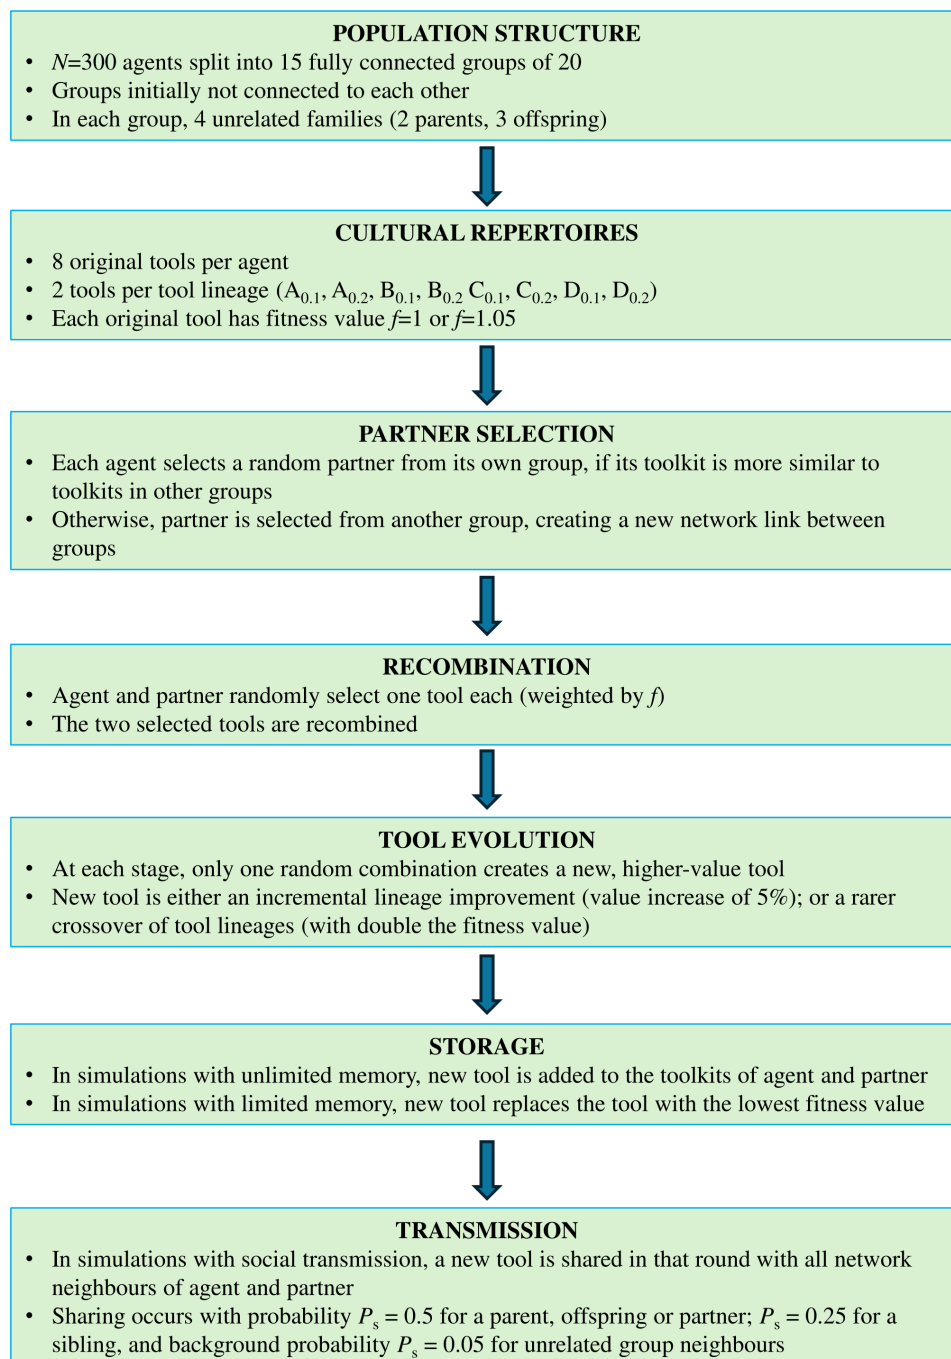 POPULATION STRUCTURE
• N=300 agents split into 15 fully connected groups of 20
• Groups initially not connected to each other
• In each group, 4 unrelated families (2 parents, 3 offspring)
CULTURAL REPERTOIRES
• 8 original tools per agent
• 2 tools per tool lineage (A0.1, A0.2, B0.1, B0.2 C0.1, C0.2, D0.1, D0.2)
• Each original tool has fitness value f=1 or f=1.05
PARTNER SELECTION
• Each agent selects a random partner from its own group, if its toolkit is more similar to
toolkits in other groups
• Otherwise, partner is selected from another group, creating a new network link between
groups
RECOMBINATION
• Agent and partner randomly select one tool each (weighted by f)
• The two selected tools are recombined
TOOL EVOLUTION
• At each stage, only one random combination creates a new, higher-value tool
• New tool is either an incremental lineage improvement (value increase of 5%); or a rarer
crossover of tool lineages (with double the fitness value)
STORAGE
• In simulations with unlimited memory, new tool is added to the toolkits of agent and partner
• In simulations with limited memory, new tool replaces the tool with the lowest fitness value
TRANSMISSION
• In simulations with social transmission, a new tool is shared in that round with all network
neighbours of agent and partner
• Sharing occurs with probability Ps = 0.5 for a parent, offspring or partner; Ps = 0.25 for a
sibling, and background probability Ps = 0.05 for unrelated group neighbours